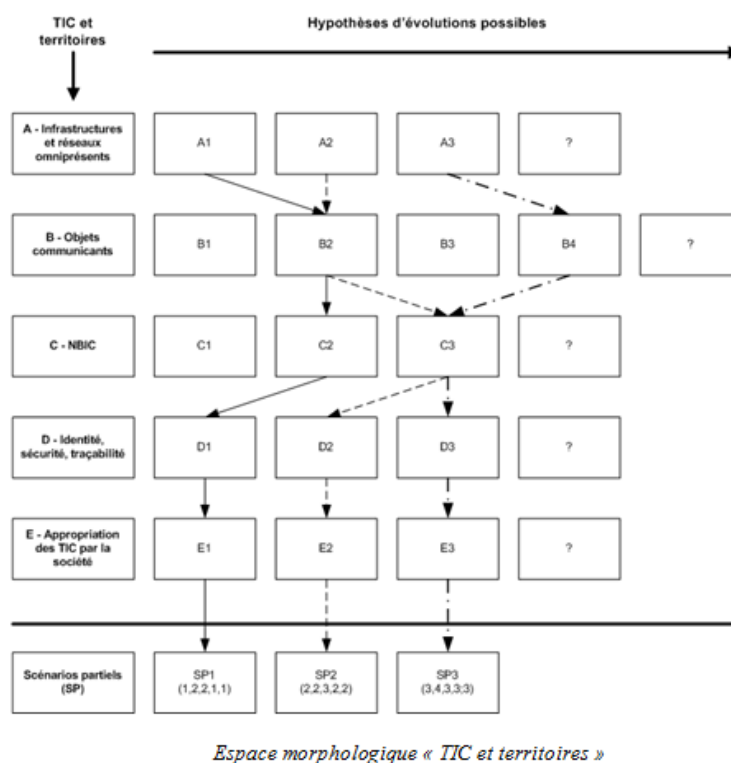 TIC et
territoires
Hypothèses d'évolutions possibles
A - Infrastructures
et réseaux
omniprésents
A1
A2
A3
?
B - Objets
communicants
B1
B2
B3
B4
?
C - NBIC
C1
C2
C3
?
D - Identité,
sécurité, traçabilité
D1
D2
D3
?
E - Appropriation
des TIC par la
société
E1
E2
E3
?
Scénarios partiels
(SP)
SP1
(1,2,2,1,1)
SP2
(2,2,3,2,2)
SP3
(3,4,3,3;3)
Espace morphologique « TIC et territoires »